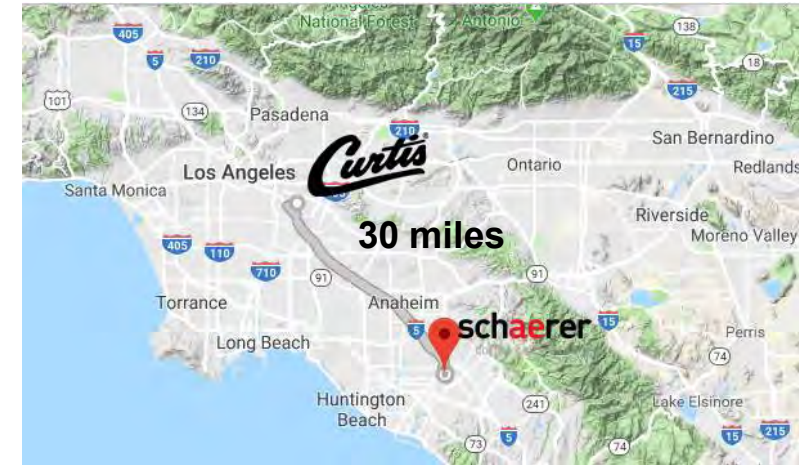 National Forest
Antonio
405
5
210
15
138
18
101
134
Pasadena
210
215
San Bernardino
Los Angeles
Curtis
Ontario
Redlands
Santa Monica
30 miles
Riverside
Moreno Valley
405
110
710
91
91
Torrance
Anaheim
5
schaerer
15
Perris
Long Beach
74
Huntington
Beach
241
Lake Elsinore
73
5
74
15
215